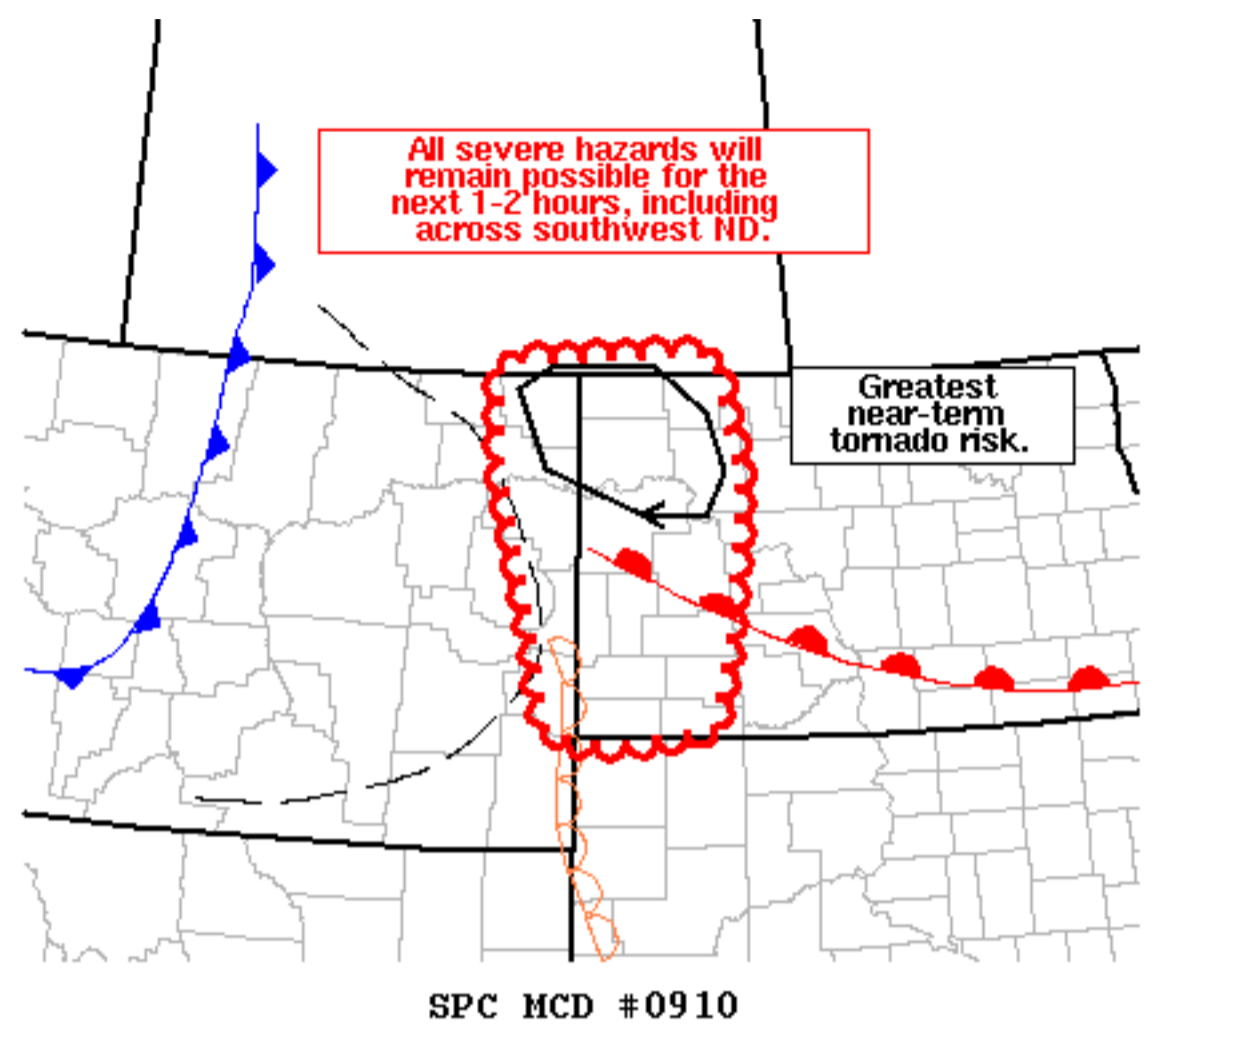 All severe hazards will
remain possible for the
next 1-2 hours, including
across southwest ND.
Greatest
near-term
tornado risk.
SPC MCD #0910